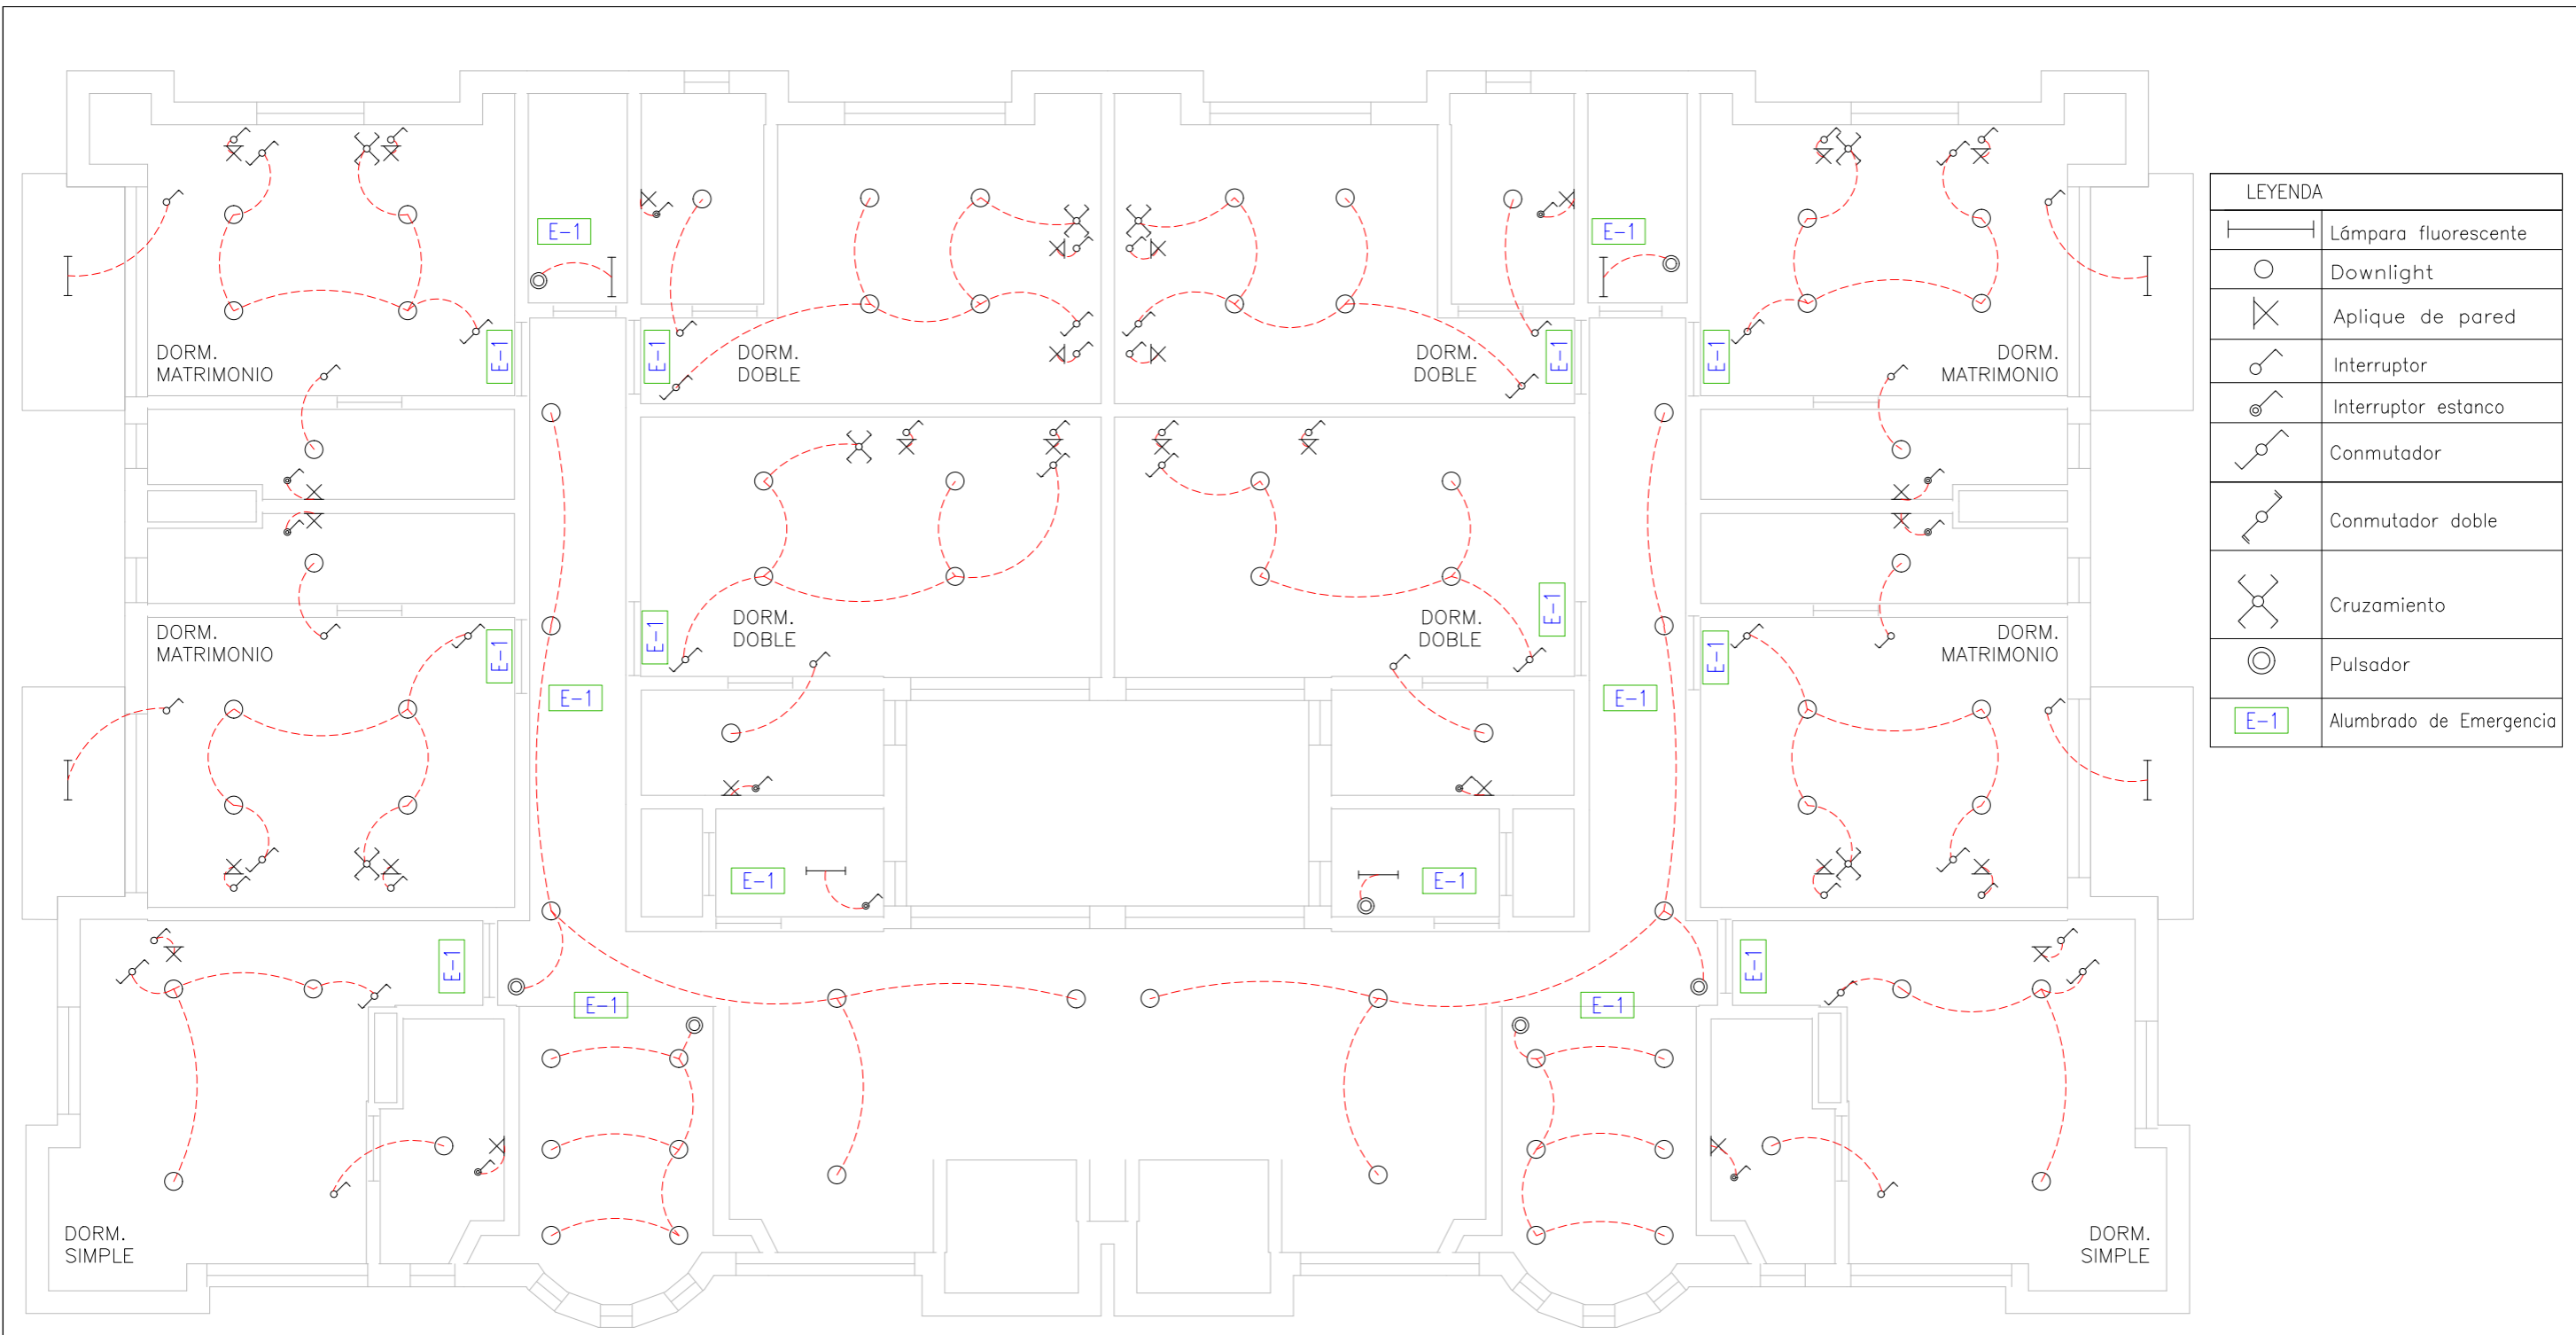 LEYENDA
Lámpara fluorescente
Downlight
Aplique de pared
Interruptor
Interruptor estanco
Conmutador
Conmutador doble
Cruzamiento
Pulsador
E-1 Alumbrado de Emergencia
E-1
E-1
E-1
E-1
E-1
E-1
DORM.
MATRIMONIO
DORM.
DOBLE
DORM.
DOBLE
DORM.
MATRIMONIO
E-1
E-1
E-1
E-1
DORM.
MATRIMONIO
DORM.
DOBLE
DORM.
DOBLE
DORM.
MATRIMONIO
E-1
E-1
E-1
E-1
E-1
E-1
E-1
E-1
DORM.
SIMPLE
DORM.
SIMPLE